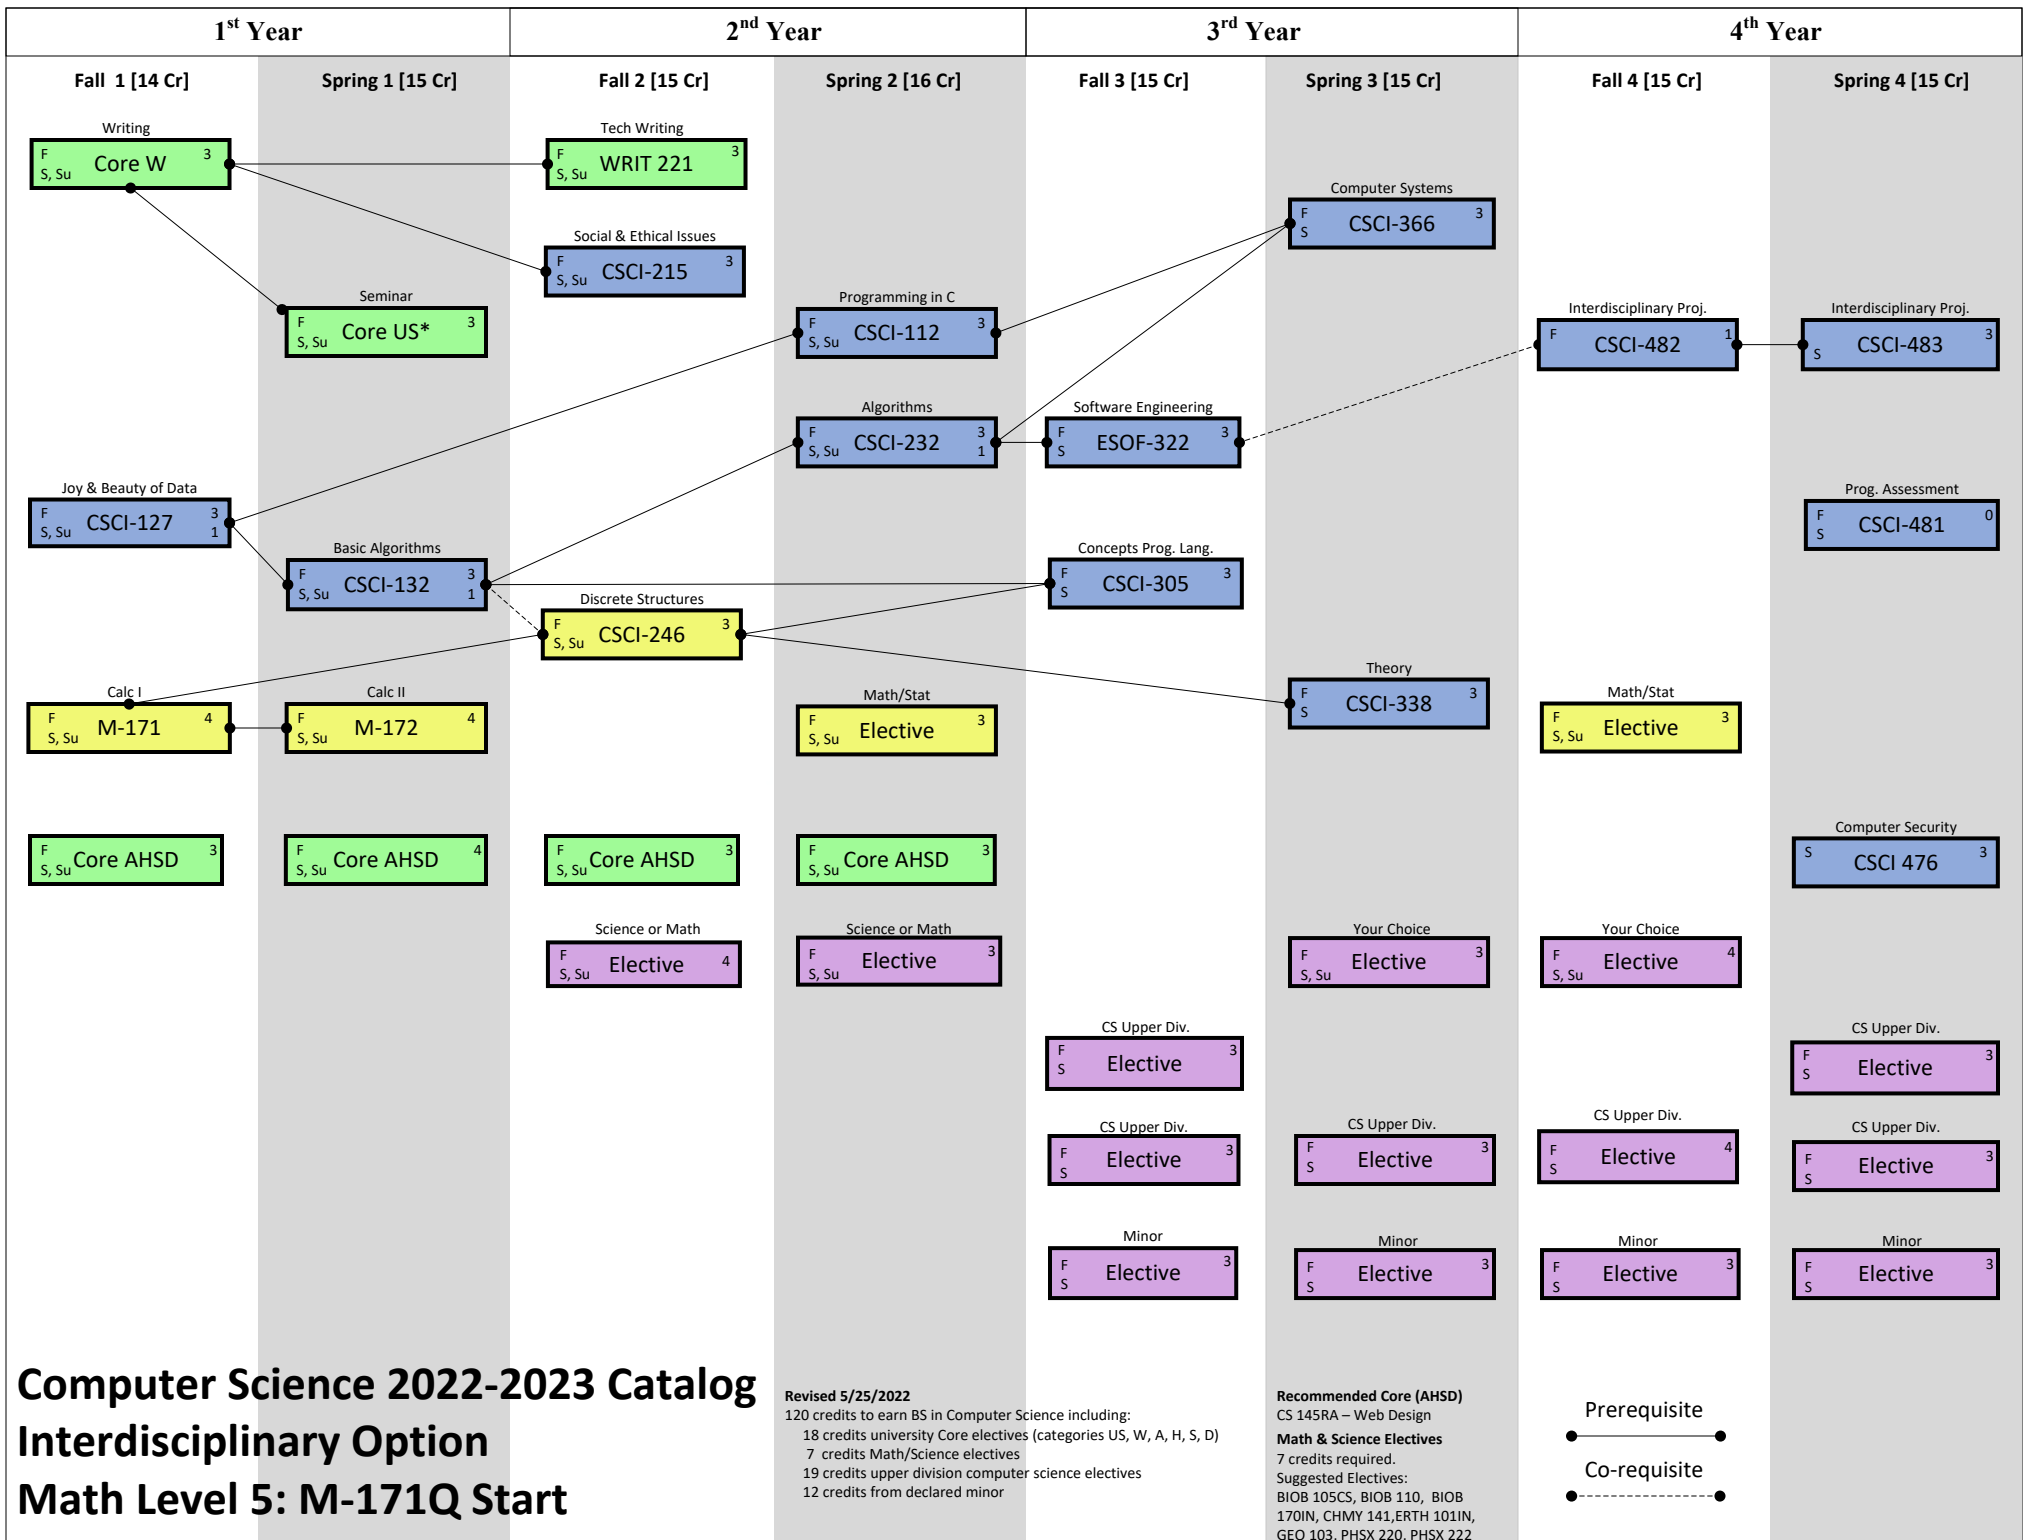 1st Year 2nd Year 3rd Year 4th Year
Fall 1 [14 Cr] Spring 1 [15 Cr] Fall 2 [15 Cr] Spring 2 [16 Cr] Fall 3 [15 Cr] Spring 3 [15 Cr] Fall 4 [15 Cr] Spring 4 [15 Cr]
Writing
F
S, Su
Core W
3
Joy & Beauty of Data
F
S, Su
CSCI-127
3
1
Calc I
F
S, Su
M-171
4
F
S, Su
Core AHSD
3
Seminar
F
S, Su
Core US*
3
Basic Algorithms
F
S, Su
CSCI-132
3
1
Calc II
F
S, Su
M-172
4
F
S, Su
Core AHSD
4
Tech Writing
F
S, Su
WRIT 221
3
Social & Ethical Issues
F
S, Su
CSCI-215
3
Discrete Structures
F
S, Su
CSCI-246
3
F
S, Su
Core AHSD
3
Science or Math
F
S, Su
Elective
4
Programming in C
F
S, Su
CSCI-112
3
Algorithms
F
S, Su
CSCI-232
3
1
Math/Stat
F
S, Su
Elective
3
F
S, Su
Core AHSD
3
Science or Math
F
S, Su
Elective
3
Software Engineering
F
S
ESOF-322
3
Concepts Prog. Lang.
F
S
CSCI-305
3
CS Upper Div.
F
S
Elective
3
CS Upper Div.
F
S
Elective
3
Minor
F
S
Elective
3
Computer Systems
F
S
CSCI-366
3
Theory
F
S
CSCI-338
3
Your Choice
F
S, Su
Elective
3
CS Upper Div.
F
S
Elective
3
Minor
F
S
Elective
3
Interdisciplinary Proj.
F
CSCI-482
1
Math/Stat
F
S, Su
Elective
3
Your Choice
F
S, Su
Elective
4
CS Upper Div.
F
S
Elective
4
Minor
F
S
Elective
3
Interdisciplinary Proj.
S
CSCI-483
3
Prog. Assessment
F
S
CSCI-481
0
Computer Security
S
CSCI 476
3
CS Upper Div.
F
S
Elective
3
CS Upper Div.
F
S
Elective
3
Minor
F
S
Elective
3
Computer Science 2022-2023 Catalog
Interdisciplinary Option
Math Level 5: M-171Q Start
Revised 5/25/2022
120 credits to earn BS in Computer Science including:
18 credits university Core electives (categories US, W, A, H, S, D)
7 credits Math/Science electives
19 credits upper division computer science electives
12 credits from declared minor
Recommended Core (AHSD)
CS 145RA – Web Design
Math & Science Electives
7 credits required.
Suggested Electives:
BIOB 105CS, BIOB 110, BIOB
170IN, CHMY 141,ERTH 101IN,
GEO 103, PHSX 220, PHSX 222
Prerequisite
Co-requisite